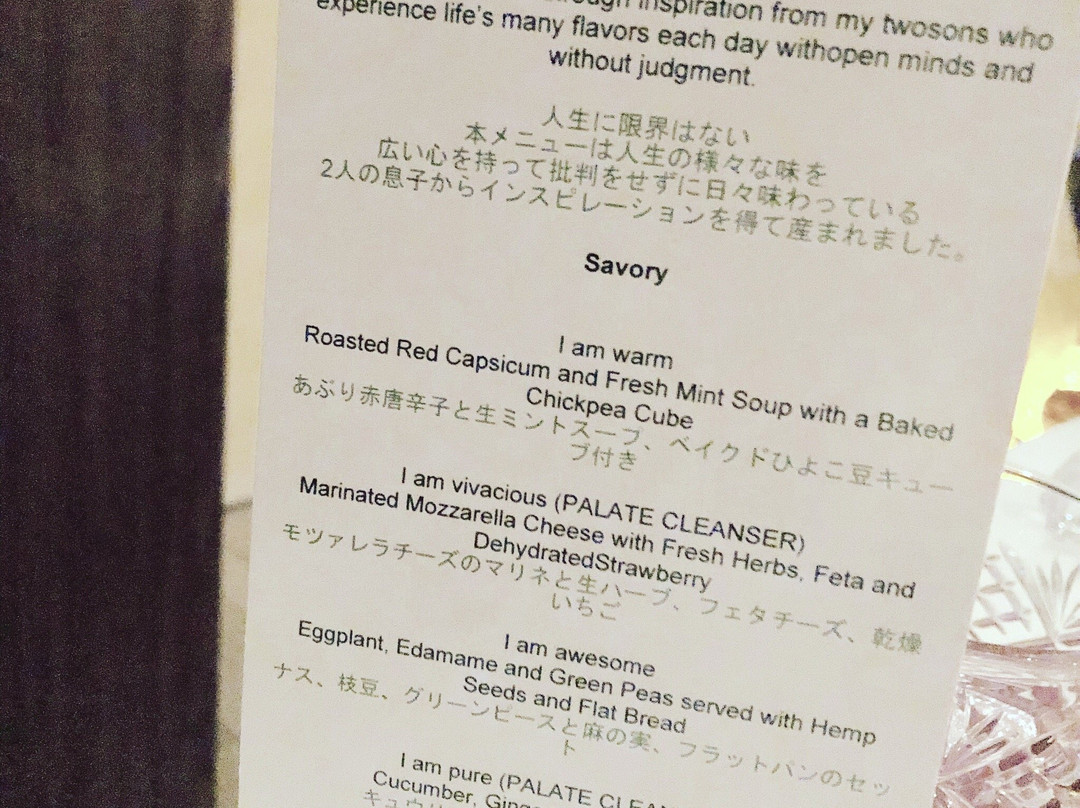 inspiration from my twosons who
experience life's many flavors each day withopen minds and
without judgment.
人生に限界はない
本メニューは人生の様々な味を
広い心を持って批判をせずに日々味わっている
2人の息子からインスピレーションを得て産まれました。
Savory
I am warm
Roasted Red Capsicum and Fresh Mint Soup with a Baked
Chickpea Cube
あぶり赤唐辛子と生ミントスープ、ベイクドひよこ豆キュー
ブ付き
I am vivacious (PALATE CLEANSER)
Marinated Mozzarella Cheese with Fresh Herbs, Feta and
DehydratedStrawberry
モツァレラチーズのマリネと生ハーブ、フェタチーズ、乾燥
いちご
I am awesome
Eggplant, Edamame and Green Peas served with Hemp
Seeds and Flat Bread
ナス、枝豆、グリーンピースと麻の実、フラットパンのセッ
ト
I am pure (PALATE
Cucumber,